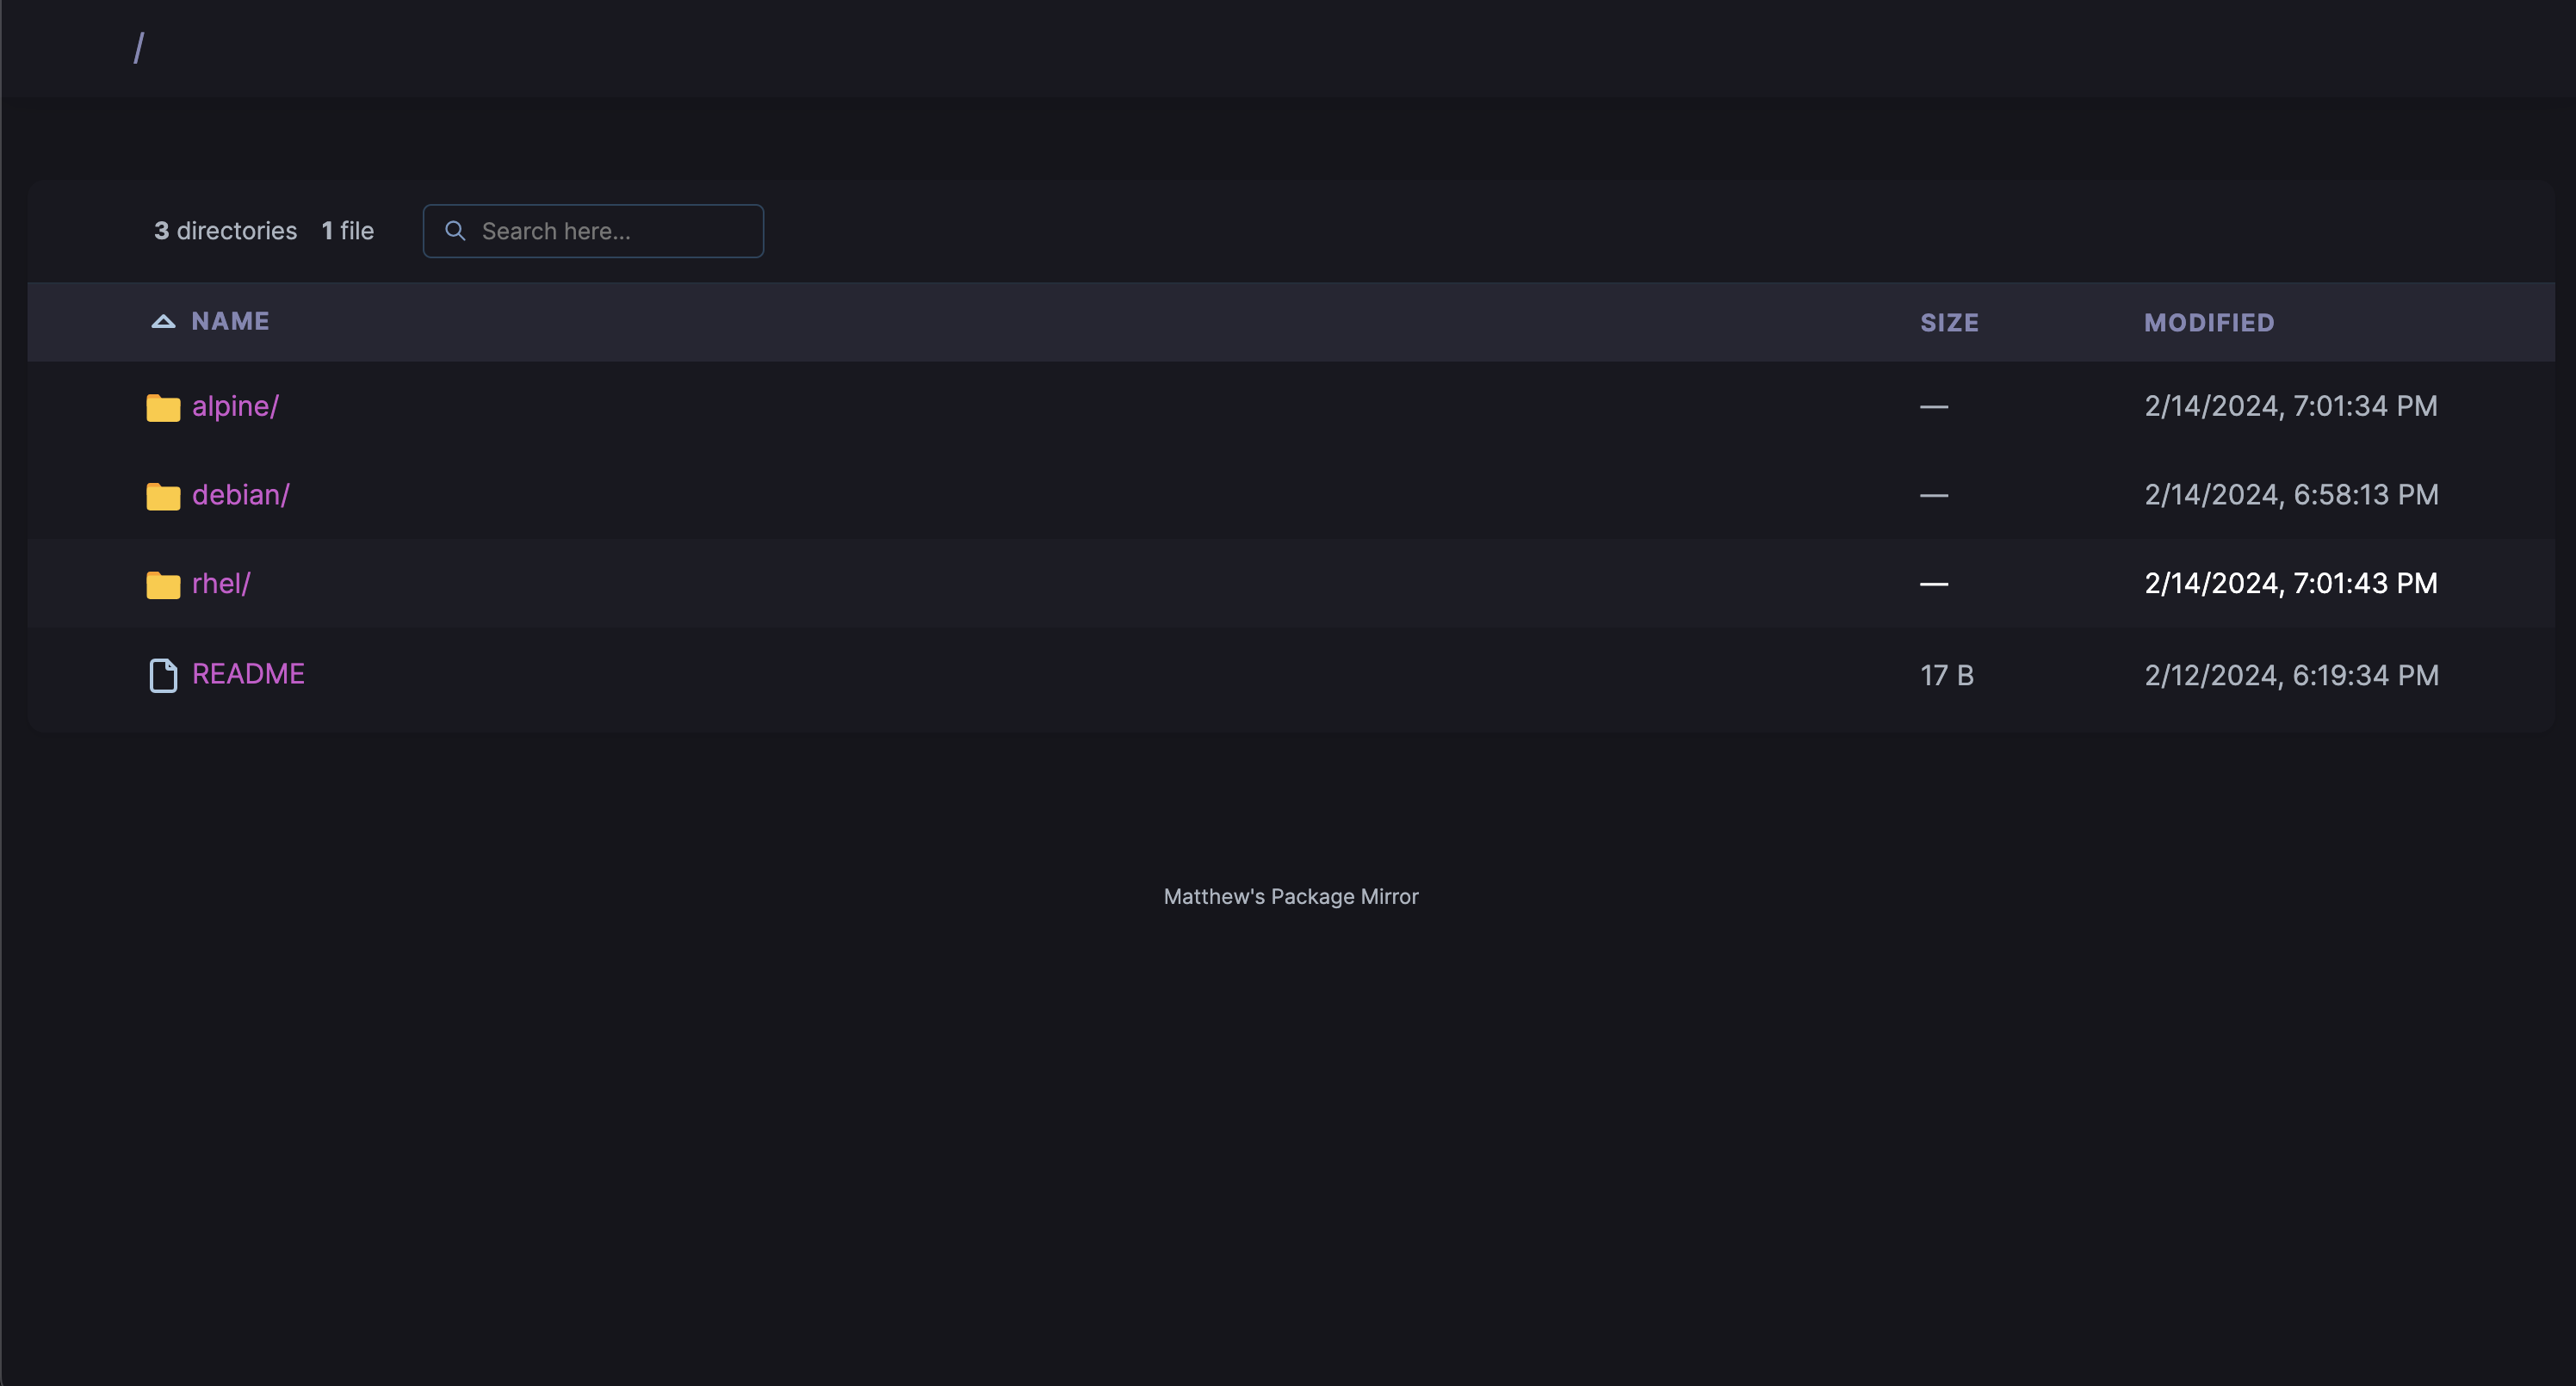 /
3 directories 1 file Search here...
NAME SIZE MODIFIED
alpine/ — 2/14/2024, 7:01:34 PM
debian/ — 2/14/2024, 6:58:13 PM
rhel/ — 2/14/2024, 7:01:43 PM
README 17 B 2/12/2024, 6:19:34 PM
Matthew's Package Mirror